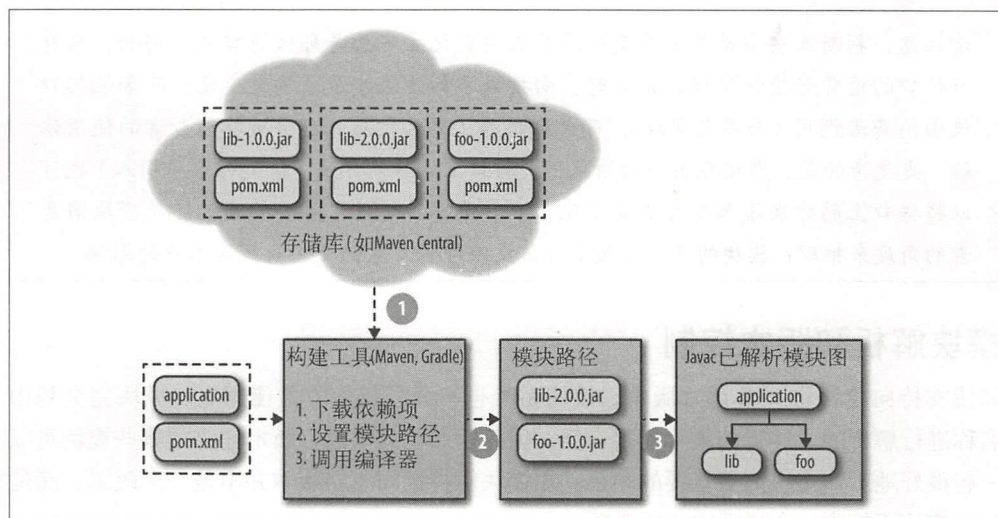 lib-1.0.0.jar
lib-2.0.0.jar
foo-1.0.0.jar
pom.xml
pom.xml
pom.xml
存储库(如Maven Central)
1
构建工具(Maven, Gradle)
1. 下载依赖项
2. 设置模块路径
3. 调用编译器
application
pom.xml
2
模块路径
lib-2.0.0.jar
foo-1.0.0.jar
3
Javac已解析模块图
application
lib
foo